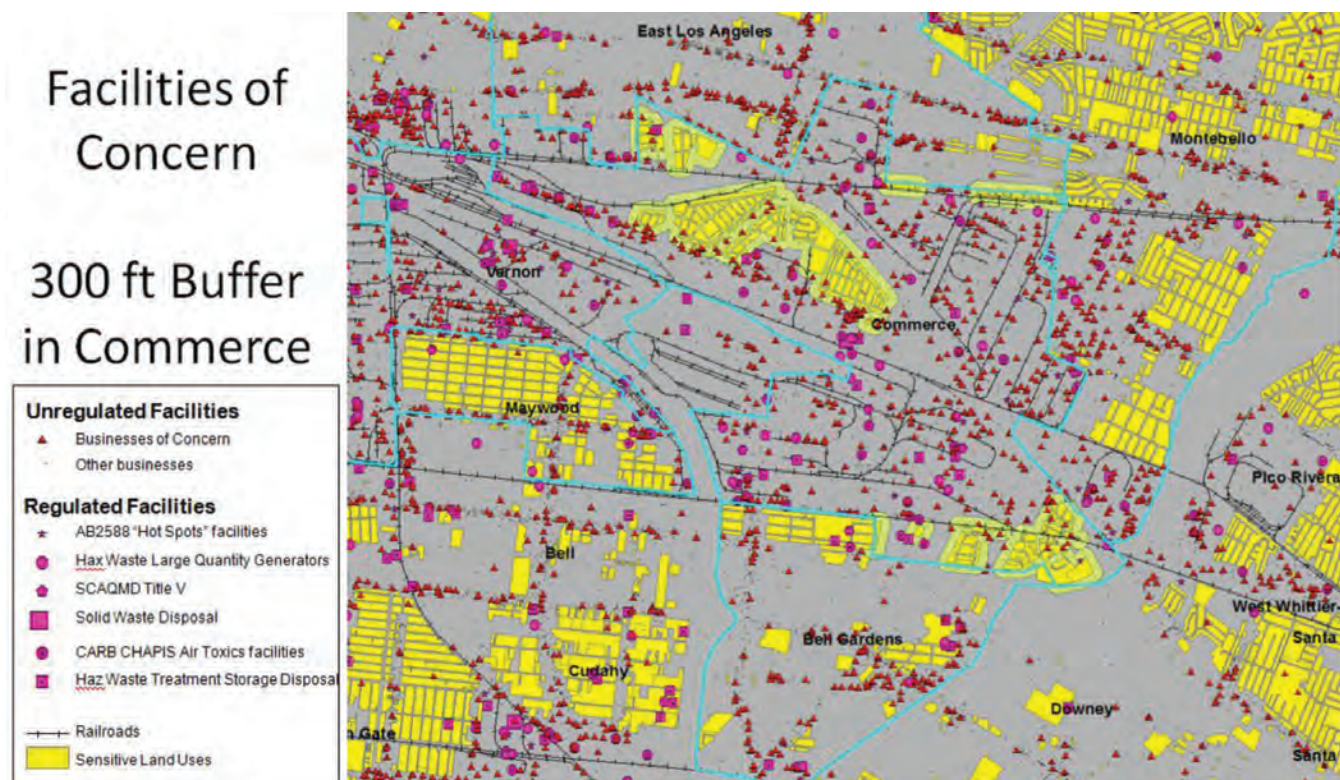 Facilities of
Concern
300 ft Buffer
in Commerce
Unregulated Facilities
Businesses of Concern
Other businesses
Regulated Facilities
AB2588 "Hot Spots" facilities
Hax Waste Large Quantity Generators
SCAQMD Title V
Solid Waste Disposal
CARB CHAPIS Air Toxics facilities
Haz Waste Treatment Storage Disposal
Railroads
Sensitive Land Uses
East Los Angeles
Montebello
Vernon
Commerce
Maywood
Pico Rivera
Bell
West Whittier-
Santa
Bell Gardens
Cudahy
Downey
n Gate
Santa